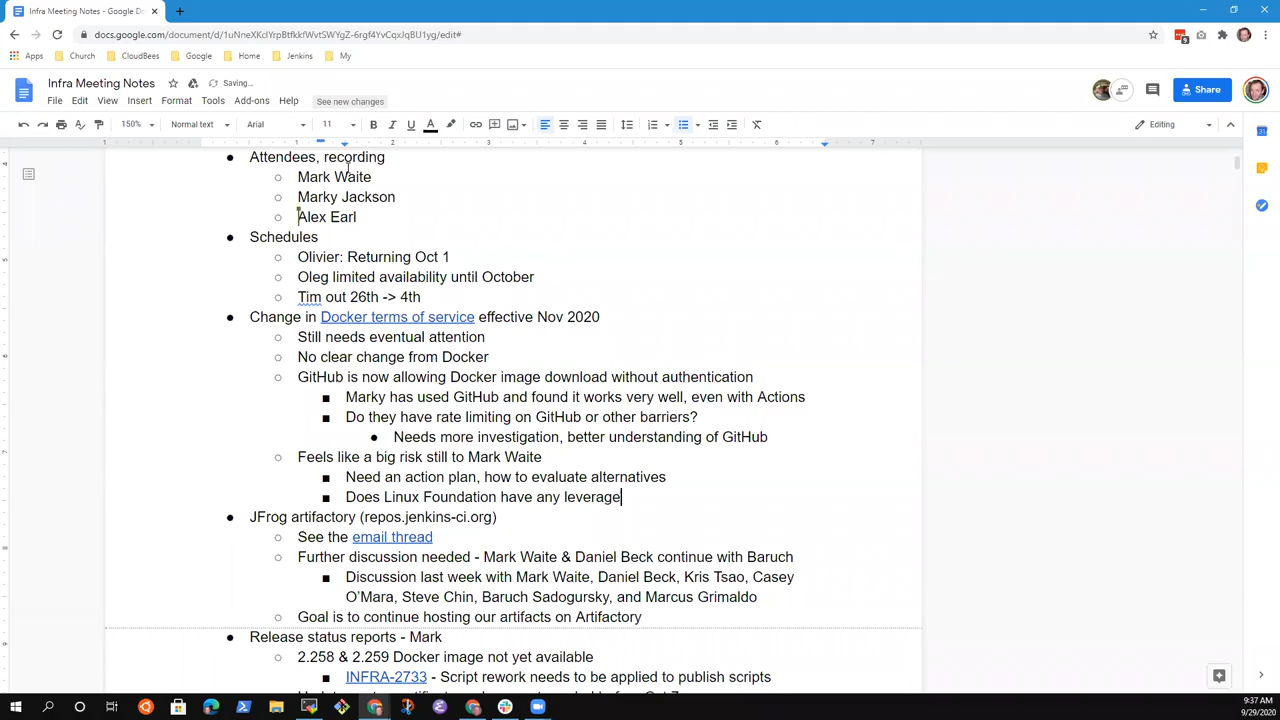 Infra Meeting Notes - Google Do
docs.google.com/document/d/1uNneXKclYrpBtfkkfWvtSWYgZ-6rgf4YvCqxJqBU1yg/edit#
Apps Church CloudBees Google Home Jenkins My
Infra Meeting Notes Saving...
File Edit View Insert Format Tools Add-ons Help See new changes
Share
150% Normal text Arial 11 B I U A Editing
1 1 2 3 4 5 6 7
Attendees, recording
Mark Waite
Marky Jackson
Alex Earl
Schedules
Olivier: Returning Oct 1
Oleg limited availability until October
Tim out 26th -> 4th
Change in Docker terms of service effective Nov 2020
Still needs eventual attention
No clear change from Docker
GitHub is now allowing Docker image download without authentication
Marky has used GitHub and found it works very well, even with Actions
Do they have rate limiting on GitHub or other barriers?
Needs more investigation, better understanding of GitHub
Feels like a big risk still to Mark Waite
Need an action plan, how to evaluate alternatives
Does Linux Foundation have any leverage
JFrog artifactory (repos.jenkins-ci.org)
See the email thread
Further discussion needed - Mark Waite & Daniel Beck continue with Baruch
Discussion last week with Mark Waite, Daniel Beck, Kris Tsao, Casey
O'Mara, Steve Chin, Baruch Sadogursky, and Marcus Grimaldo
Goal is to continue hosting our artifacts on Artifactory
Release status reports - Mark
2.258 & 2.259 Docker image not yet available
INFRA-2733 - Script rework needs to be applied to publish scripts
9:37 AM
9/29/2020